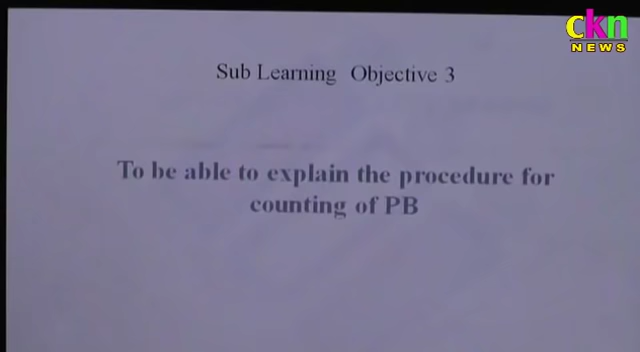 ckn
NEWS
Sub Learning Objective 3
To be able to explain the procedure for
counting of PB